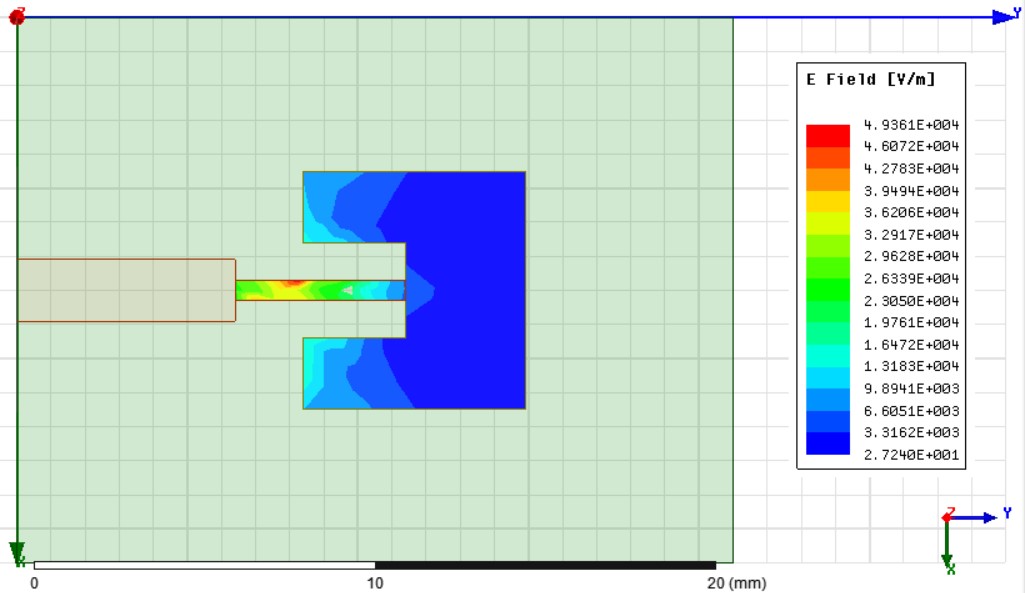 Z
Y
E Field [V/m]
4.9361E+004
4.6072E+004
4.2783E+004
3.9494E+004
3.6206E+004
3.2917E+004
2.9628E+004
2.6339E+004
2.3050E+004
1.9761E+004
1.6472E+004
1.3183E+004
9.8941E+003
6.6051E+003
3.3162E+003
2.7240E+001
Z
Y
X
X
0
10
20 (mm)